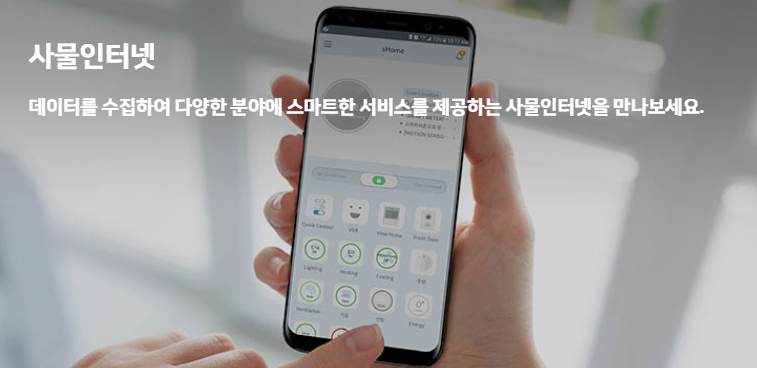 사물인터넷
데이터를 수집하여 다양한 분야에 스마트한 서비스를 제공하는 사물인터넷을 만나보세요.
sHome
Quick Control
VoX
View Home
Front Door
Lighting
Heating
Cooling
Ventilation
Energy